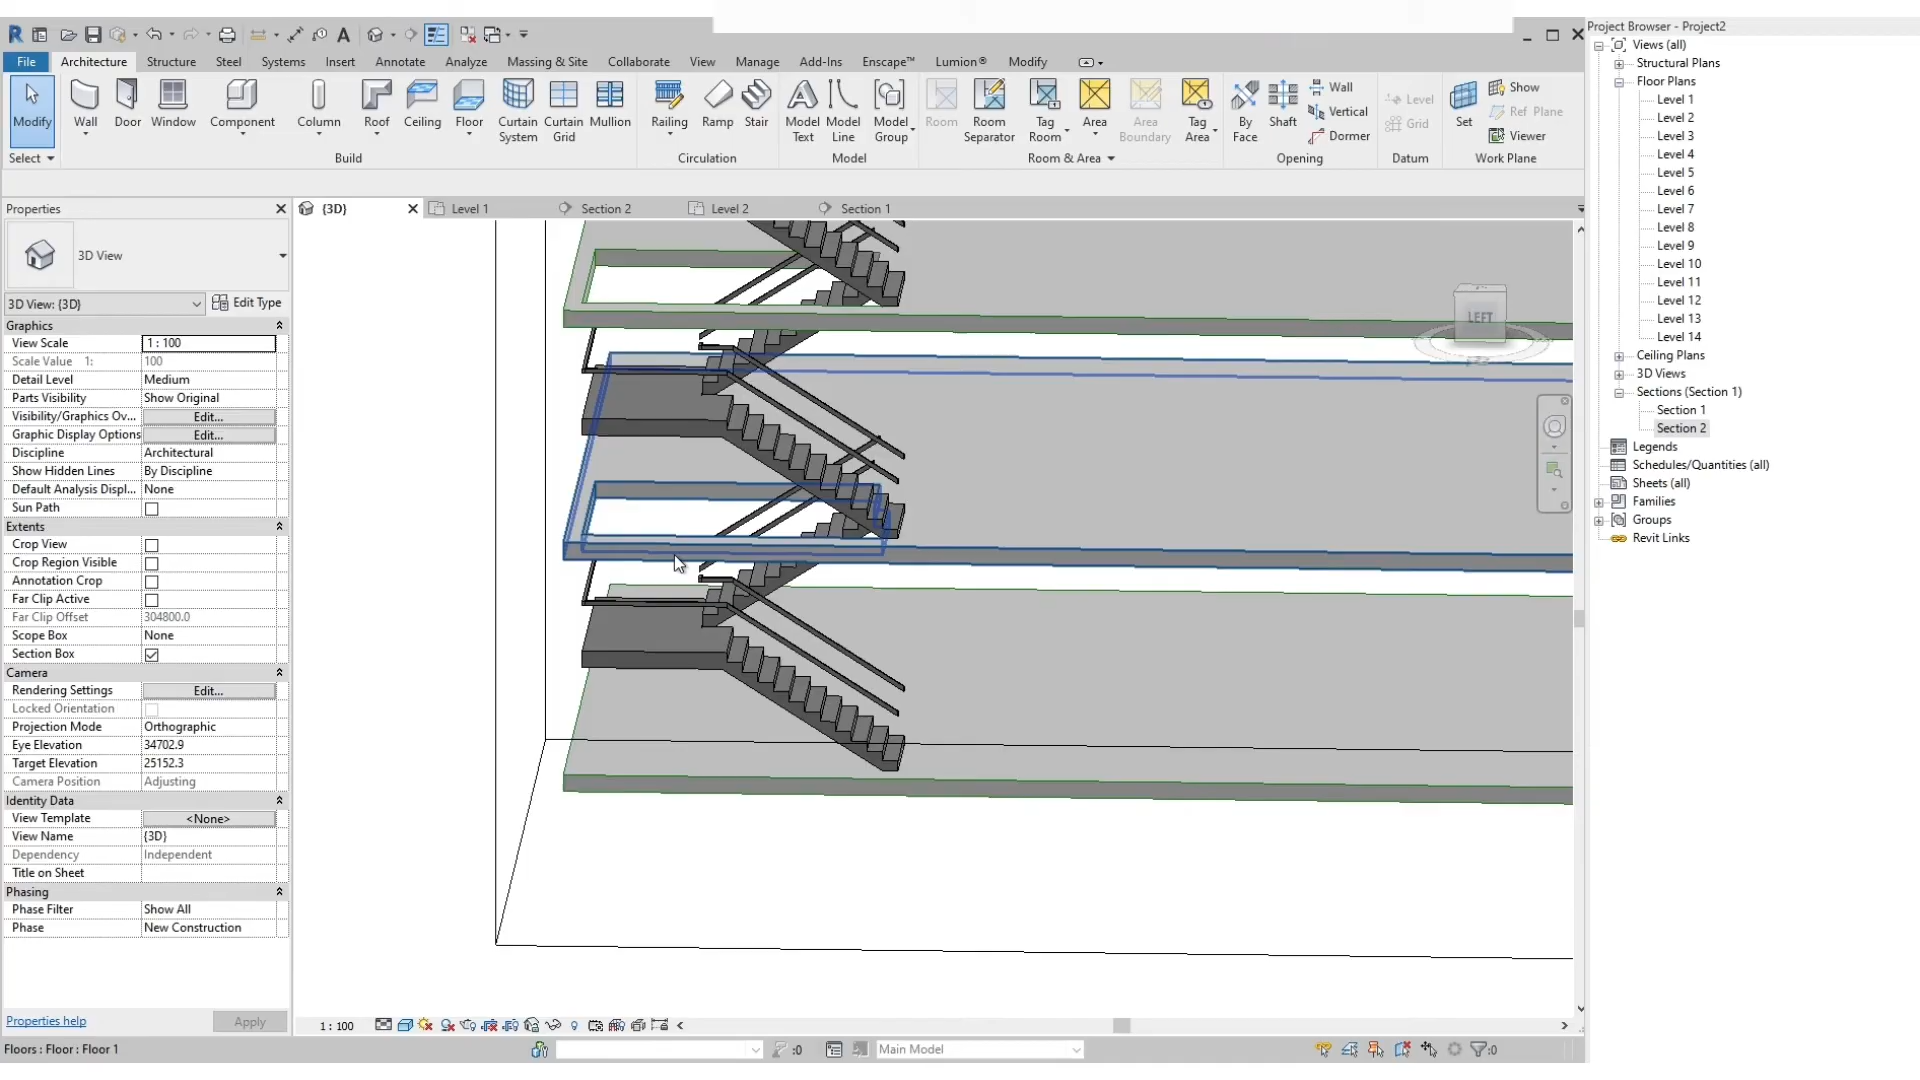 Project Browser - Project2
File Architecture Structure Steel Systems Insert Annotate Analyze Massing & Site Collaborate View Manage Add-Ins Enscape™ Lumion® Modify
Modify Wall Door Window Component Column Roof Ceiling Floor Curtain System Curtain Grid Mullion Railing Ramp Stair Model Text Model Line Model Group Room Room Separator Tag Room Area Area Boundary Tag Area By Face Shaft Wall Vertical Dormer Level Grid Set Show Ref Plane Viewer
Select Build Circulation Model Room & Area Opening Datum Work Plane
Properties
{3D} Level 1 Section 2 Level 2 Section 1
3D View
3D View: {3D} Edit Type
Graphics
View Scale 1 : 100
Scale Value 1: 100
Detail Level Medium
Parts Visibility Show Original
Visibility/Graphics Ov... Edit...
Graphic Display Options Edit...
Discipline Architectural
Show Hidden Lines By Discipline
Default Analysis Displ... None
Sun Path
Extents
Crop View
Crop Region Visible
Annotation Crop
Far Clip Active
Far Clip Offset 304800.0
Scope Box None
Section Box
Camera
Rendering Settings Edit...
Locked Orientation
Projection Mode Orthographic
Eye Elevation 34702.9
Target Elevation 25152.3
Camera Position Adjusting
Identity Data
View Template <None>
View Name {3D}
Dependency Independent
Title on Sheet
Phasing
Phase Filter Show All
Phase New Construction
Properties help Apply
LEFT
Views (all)
Structural Plans
Floor Plans
Level 1
Level 2
Level 3
Level 4
Level 5
Level 6
Level 7
Level 8
Level 9
Level 10
Level 11
Level 12
Level 13
Level 14
Ceiling Plans
3D Views
Sections (Section 1)
Section 1
Section 2
Legends
Schedules/Quantities (all)
Sheets (all)
Families
Groups
Revit Links
1 : 100
Floors : Floor : Floor 1 :0 Main Model :0